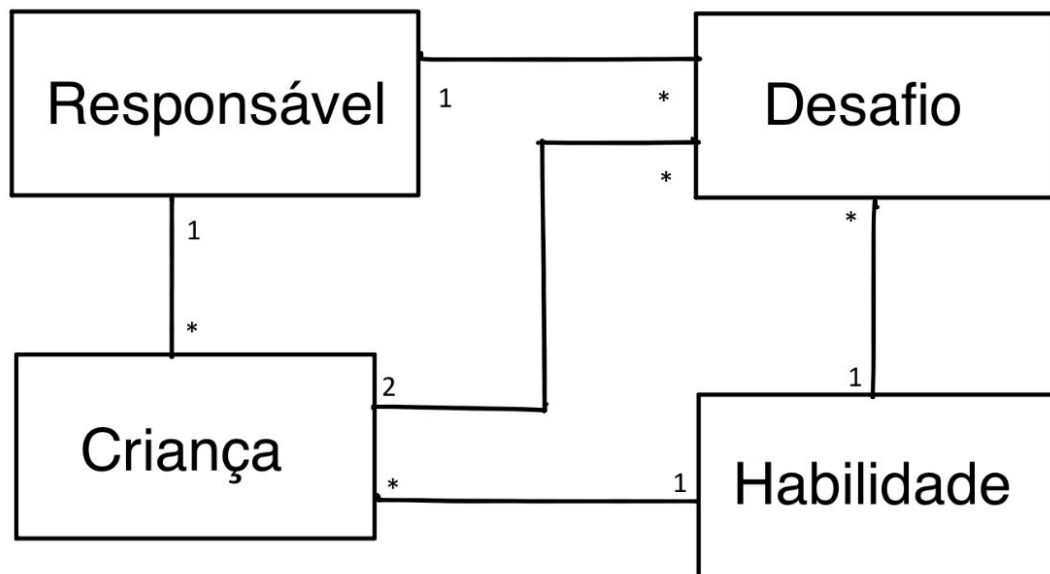 Responsável
Desafio
1
*
*
1
*
*
1
2
Criança
*
1
Habilidade